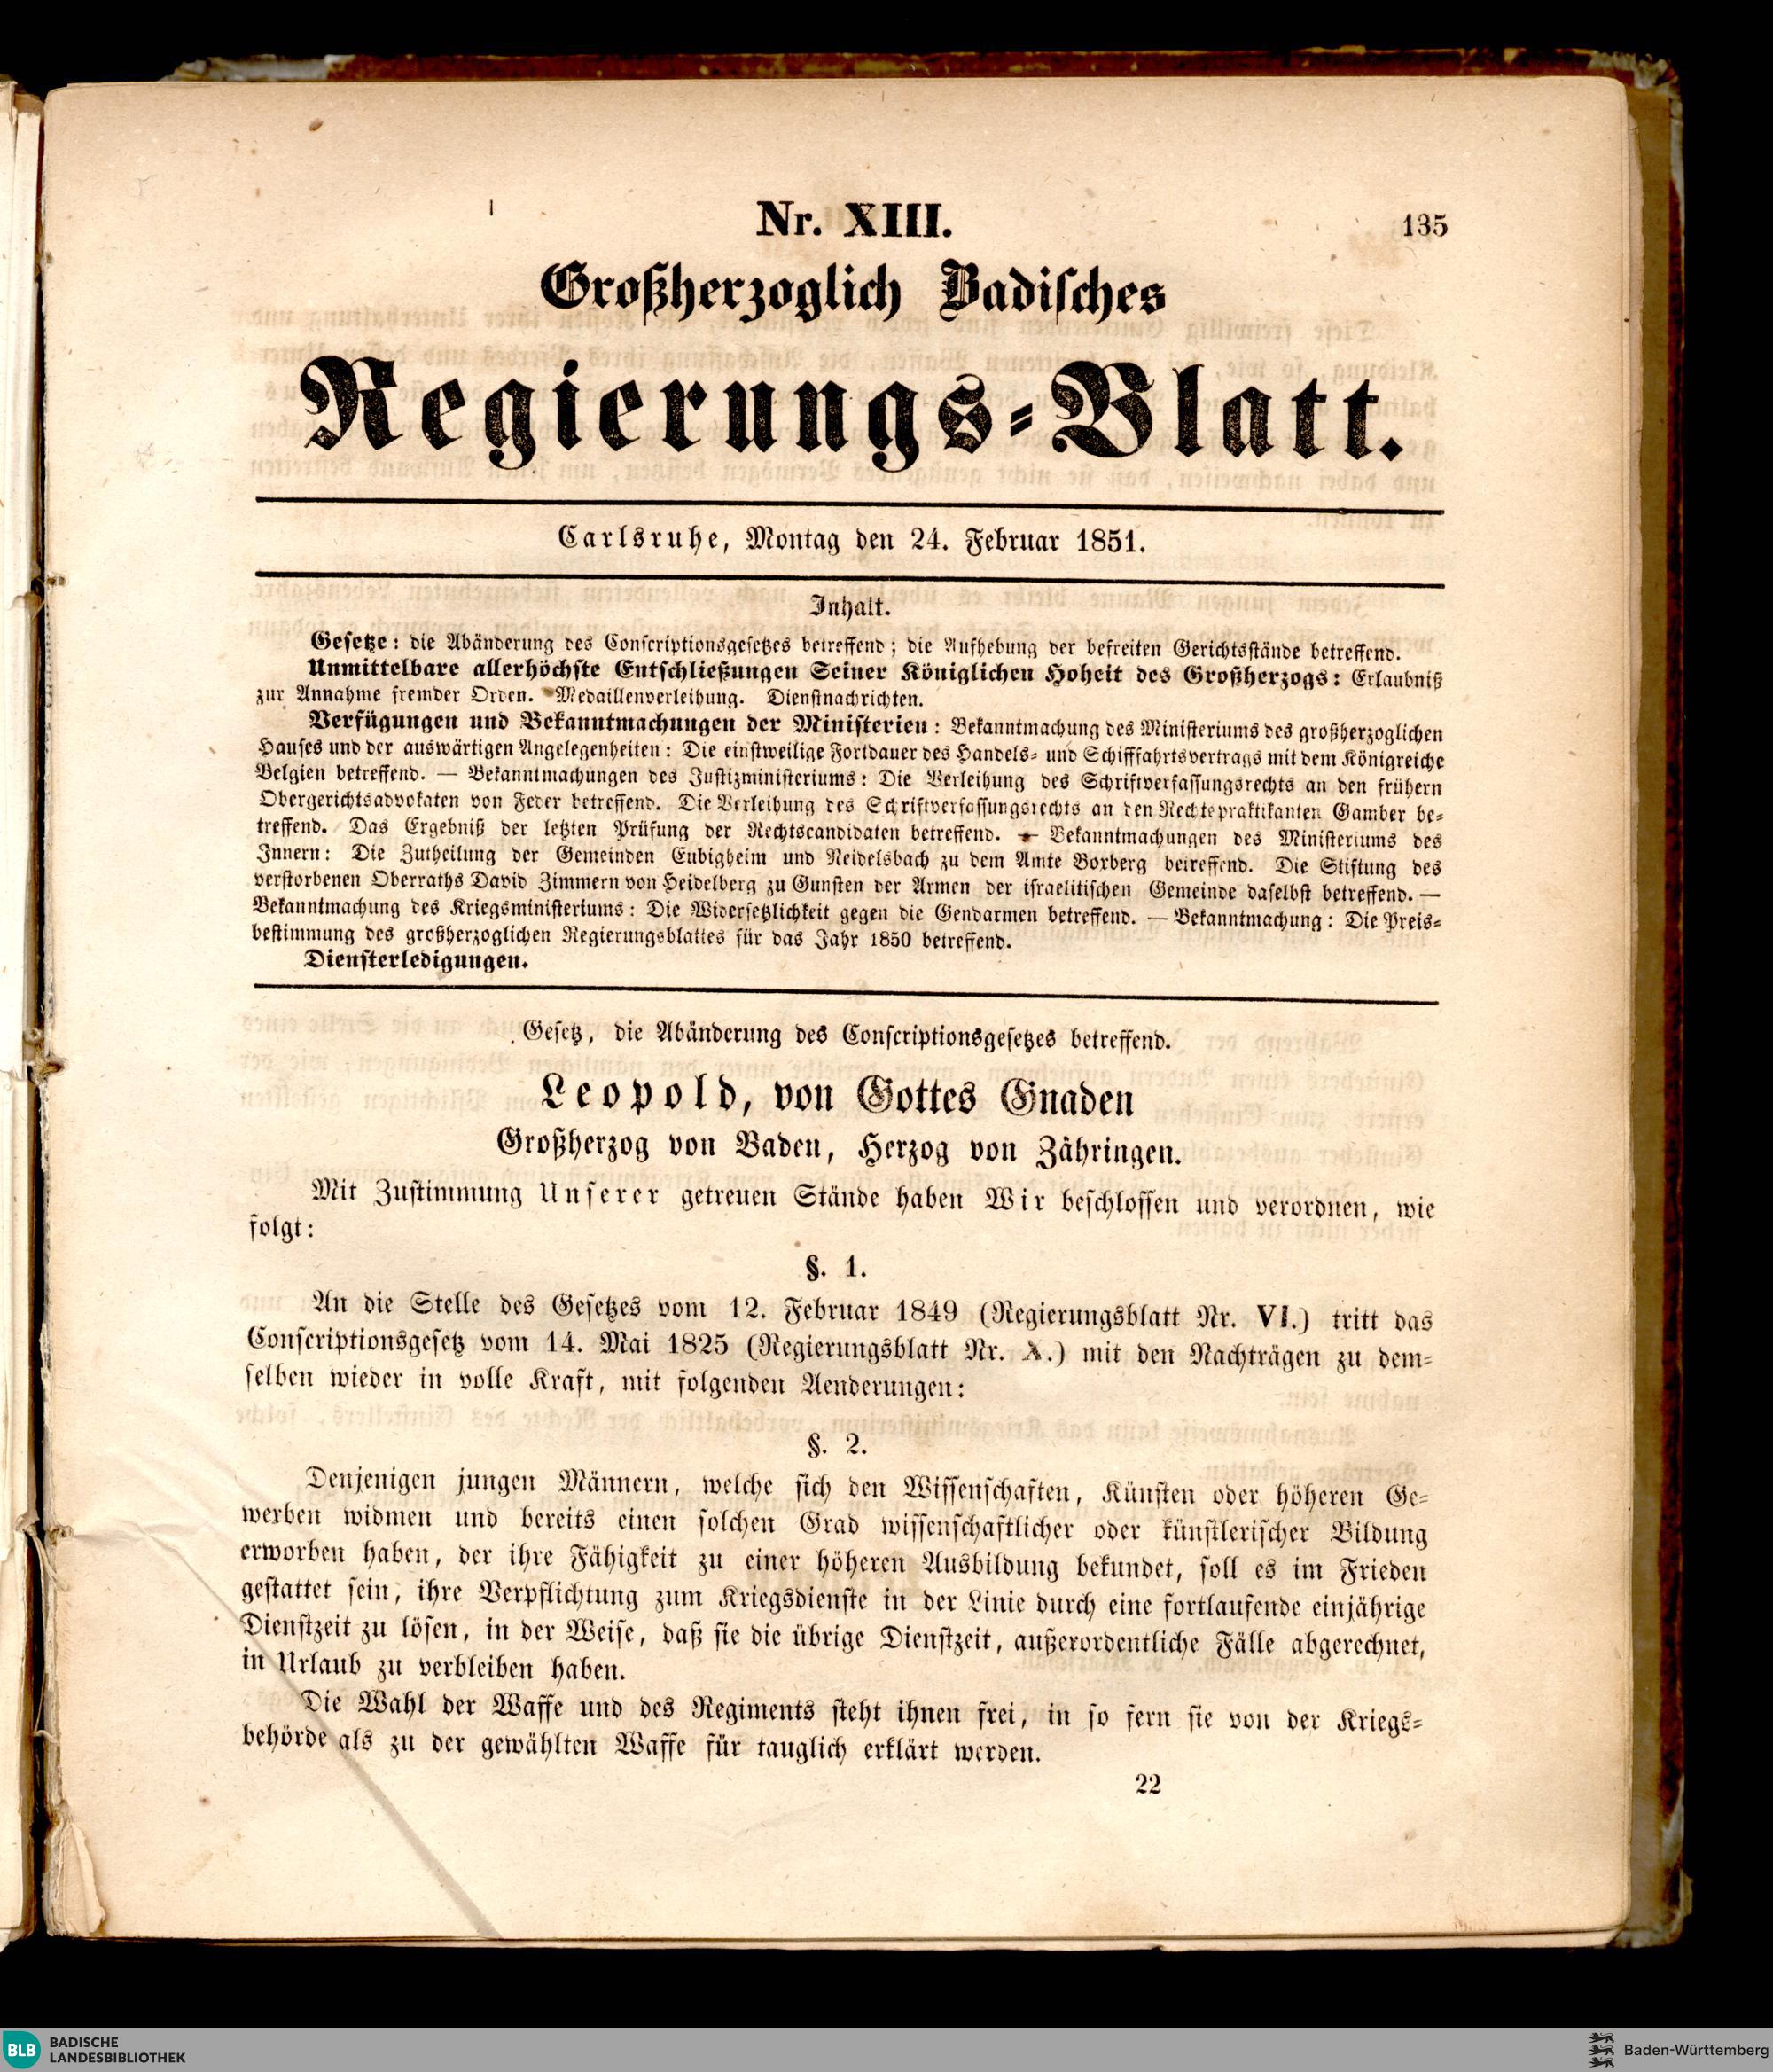 Nr. XIII.
135
Großherzoglich Badisches
Regierungs-Blatt.
Carlsruhe, Montag den 24. Februar 1851.
Inhalt.
Gesetze: die Abänderung des Conscriptionsgesetzes betreffend; die Aufhebung der befreiten Gerichtsstände betreffend.
Unmittelbare allerhöchste Entschließungen Seiner Königlichen Hoheit des Großherzogs: Erlaubniß
zur Annahme fremder Orden. Medaillenverleihung. Dienstnachrichten.
Verfügungen und Bekanntmachungen der Ministerien: Bekanntmachung des Ministeriums des großherzoglichen
Hauses und der auswärtigen Angelegenheiten: Die einstweilige Fortdauer des Handels- und Schifffahrtsvertrags mit dem Königreiche
Belgien betreffend. — Bekanntmachungen des Justizministeriums: Die Verleihung des Schriftverfassungsrechts an den frühern
Obergerichtsadvokaten von Feder betreffend. Die Verleihung des Schriftverfassungsrechts an den Rechtspraktikanten Gamber be-
treffend. Das Ergebniß der letzten Prüfung der Rechtscandidaten betreffend. — Bekanntmachungen des Ministeriums des
Innern: Die Zutheilung der Gemeinden Eubigheim und Neidelsbach zu dem Amte Boxberg betreffend. Die Stiftung des
verstorbenen Oberraths David Zimmern von Heidelberg zu Gunsten der Armen der israelitischen Gemeinde daselbst betreffend. —
Bekanntmachung des Kriegsministeriums: Die Widersetzlichkeit gegen die Gendarmen betreffend. — Bekanntmachung: Die Preis-
bestimmung des großherzoglichen Regierungsblattes für das Jahr 1850 betreffend.
Diensterledigungen.
Gesetz, die Abänderung des Conscriptionsgesetzes betreffend.
Leopold, von Gottes Gnaden
Großherzog von Baden, Herzog von Zähringen.
Mit Zustimmung Unserer getreuen Stände haben Wir beschlossen und verordnen, wie
folgt:
§. 1.
An die Stelle des Gesetzes vom 12. Februar 1849 (Regierungsblatt Nr. VI.) tritt das
Conscriptionsgesetz vom 14. Mai 1825 (Regierungsblatt Nr. X.) mit den Nachträgen zu dem-
selben wieder in volle Kraft, mit folgenden Aenderungen:
§. 2.
Denjenigen jungen Männern, welche sich den Wissenschaften, Künsten oder höheren Ge-
werben widmen und bereits einen solchen Grad wissenschaftlicher oder künstlerischer Bildung
erworben haben, der ihre Fähigkeit zu einer höheren Ausbildung bekundet, soll es im Frieden
gestattet sein, ihre Verpflichtung zum Kriegsdienste in der Linie durch eine fortlaufende einjährige
Dienstzeit zu lösen, in der Weise, daß sie die übrige Dienstzeit, außerordentliche Fälle abgerechnet,
in Urlaub zu verbleiben haben.
Die Wahl der Waffe und des Regiments steht ihnen frei, in so fern sie von der Kriegs-
behörde als zu der gewählten Waffe für tauglich erklärt werden.
22
BLB
BADISCHE
LANDESBIBLIOTHEK
Baden-Württemberg